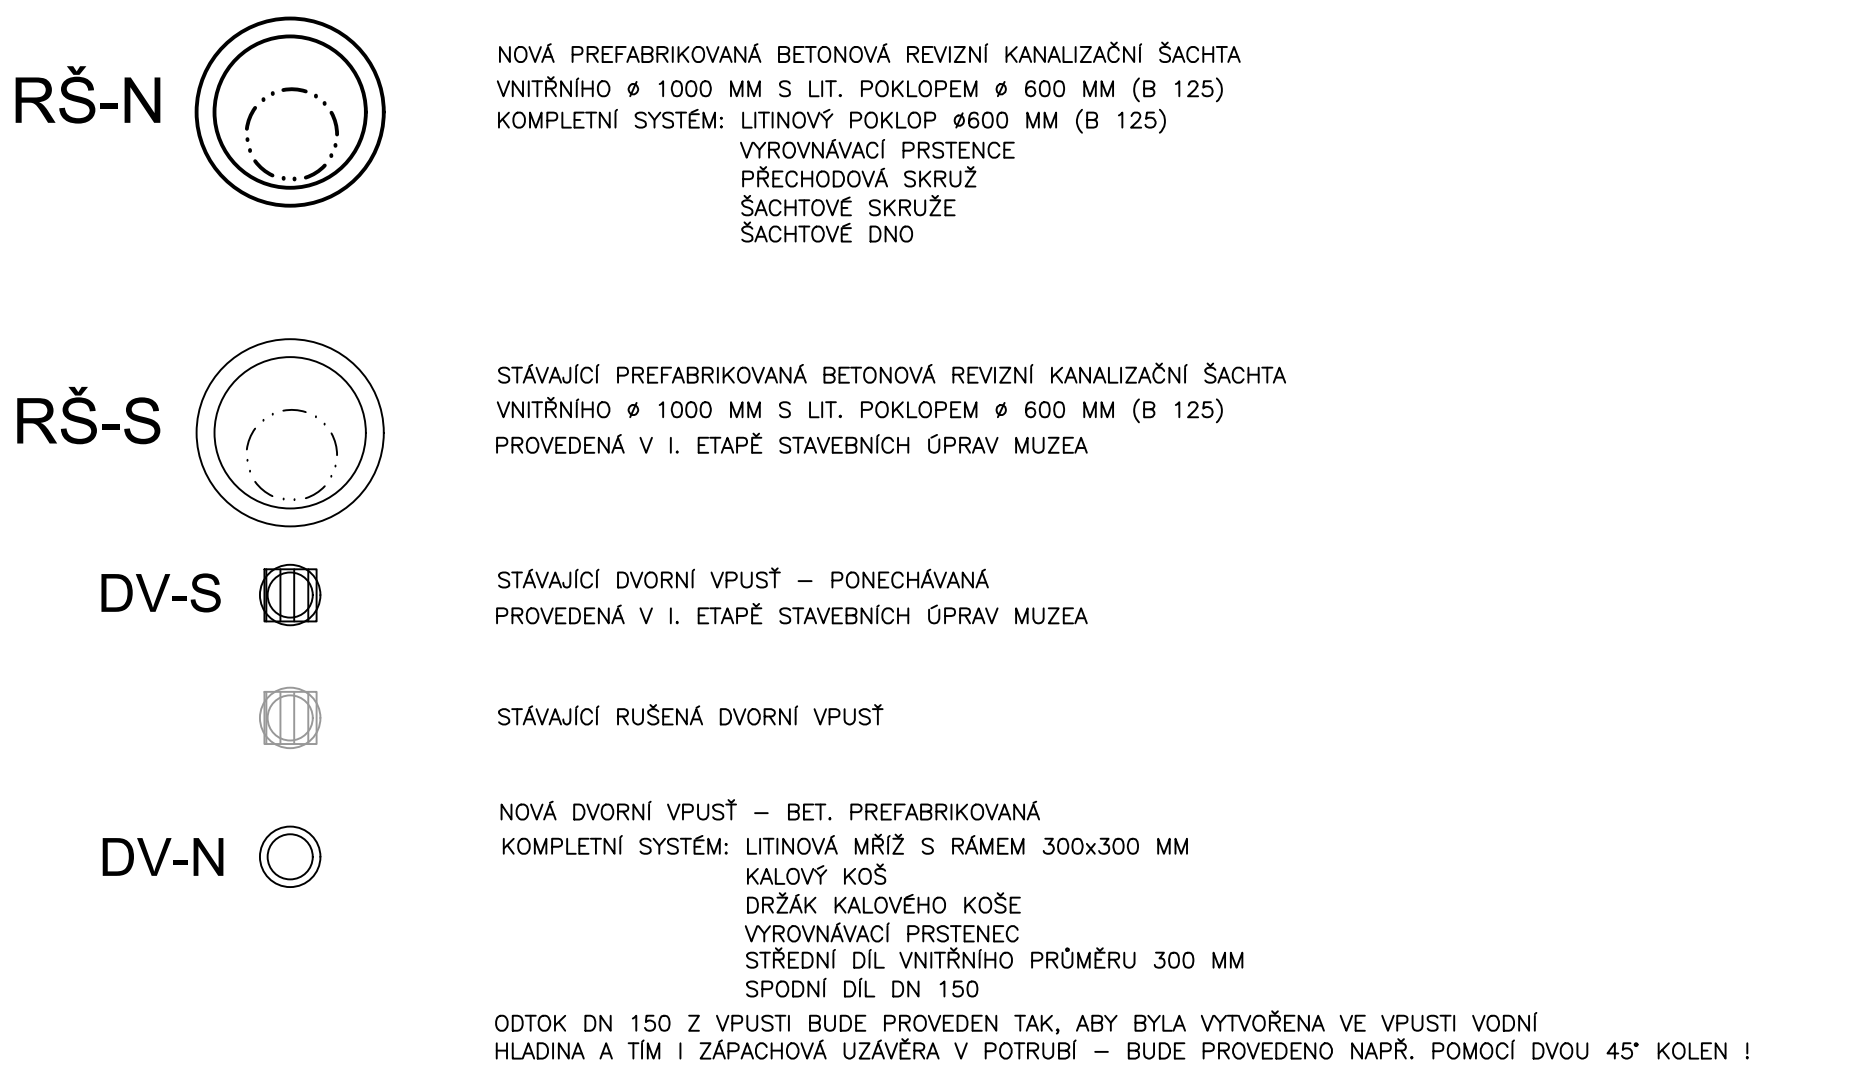 RŠ-N
NOVÁ PREFABRIKOVANÁ BETONOVÁ REVIZNÍ KANALIZAČNÍ ŠACHTA
VNITŘNÍHO ø 1000 MM S LIT. POKLOPEM ø 600 MM (B 125)
KOMPLETNÍ SYSTÉM: LITINOVÝ POKLOP ø600 MM (B 125)
VYROVNÁVACÍ PRSTENCE
PŘECHODOVÁ SKRUŽ
ŠACHTOVÉ SKRUŽE
ŠACHTOVÉ DNO
RŠ-S
STÁVAJÍCÍ PREFABRIKOVANÁ BETONOVÁ REVIZNÍ KANALIZAČNÍ ŠACHTA
VNITŘNÍHO ø 1000 MM S LIT. POKLOPEM ø 600 MM (B 125)
PROVEDENÁ V I. ETAPĚ STAVEBNÍCH ÚPRAV MUZEA
DV-S
STÁVAJÍCÍ DVORNÍ VPUSŤ – PONECHÁVANÁ
PROVEDENÁ V I. ETAPĚ STAVEBNÍCH ÚPRAV MUZEA
STÁVAJÍCÍ RUŠENÁ DVORNÍ VPUSŤ
DV-N
NOVÁ DVORNÍ VPUSŤ – BET. PREFABRIKOVANÁ
KOMPLETNÍ SYSTÉM: LITINOVÁ MŘÍŽ S RÁMEM 300x300 MM
KALOVÝ KOŠ
DRŽÁK KALOVÉHO KOŠE
VYROVNÁVACÍ PRSTENEC
STŘEDNÍ DÍL VNITŘNÍHO PRŮMĚRU 300 MM
SPODNÍ DÍL DN 150
ODTOK DN 150 Z VPUSTI BUDE PROVEDEN TAK, ABY BYLA VYTVOŘENA VE VPUSTI VODNÍ
HLADINA A TÍM I ZÁPACHOVÁ UZÁVĚRA V POTRUBÍ – BUDE PROVEDENO NAPŘ. POMOCÍ DVOU 45° KOLEN !